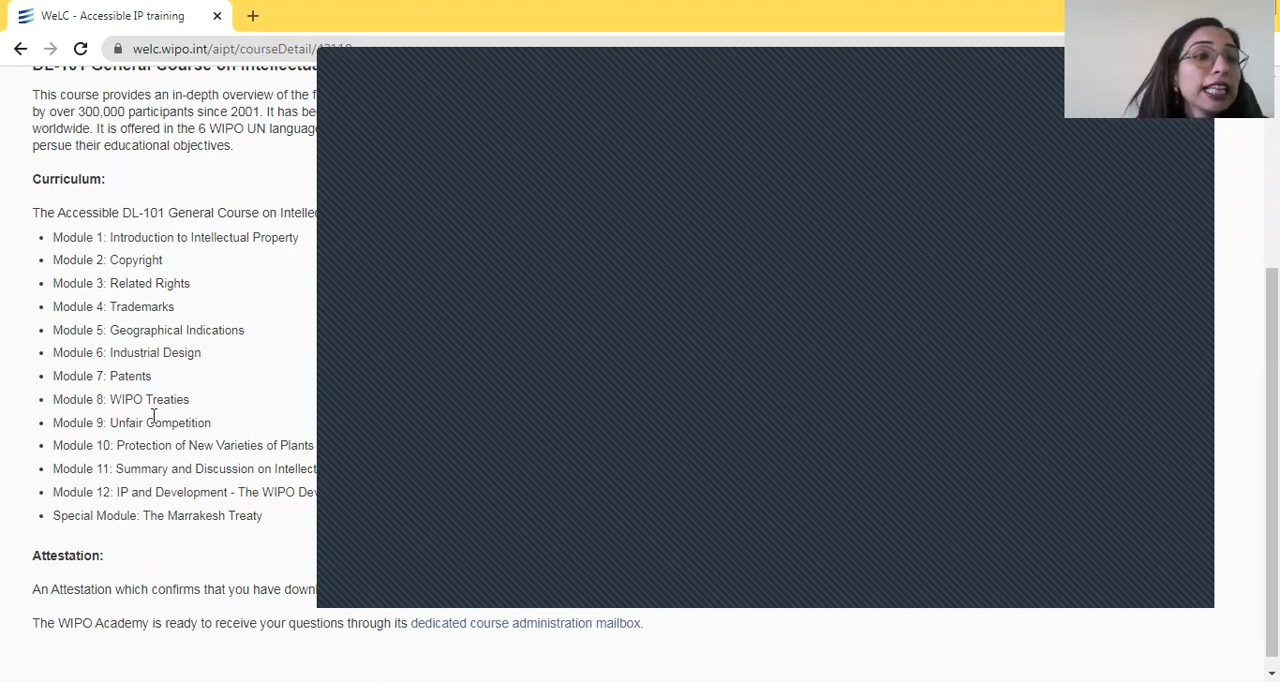 WeLC - Accessible IP training
welc.wipo.int/aipt/courseDetail/
DL-101 General Course on
This course provides an in-depth overview of the
by over 300,000 participants since 2001. It has
worldwide. It is offered in the 6 WIPO UN
persue their educational objectives.
Curriculum:
The Accessible DL-101 General Course on
• Module 1: Introduction to Intellectual Property
• Module 2: Copyright
• Module 3: Related Rights
• Module 4: Trademarks
• Module 5: Geographical Indications
• Module 6: Industrial Design
• Module 7: Patents
• Module 8: WIPO Treaties
• Module 9: Unfair Competition
• Module 10: Protection of New Varieties of Plants
• Module 11: Summary and Discussion on
• Module 12: IP and Development - The WIPO
• Special Module: The Marrakesh Treaty
Attestation:
An Attestation which confirms that you have
The WIPO Academy is ready to receive your questions through its dedicated course administration mailbox.